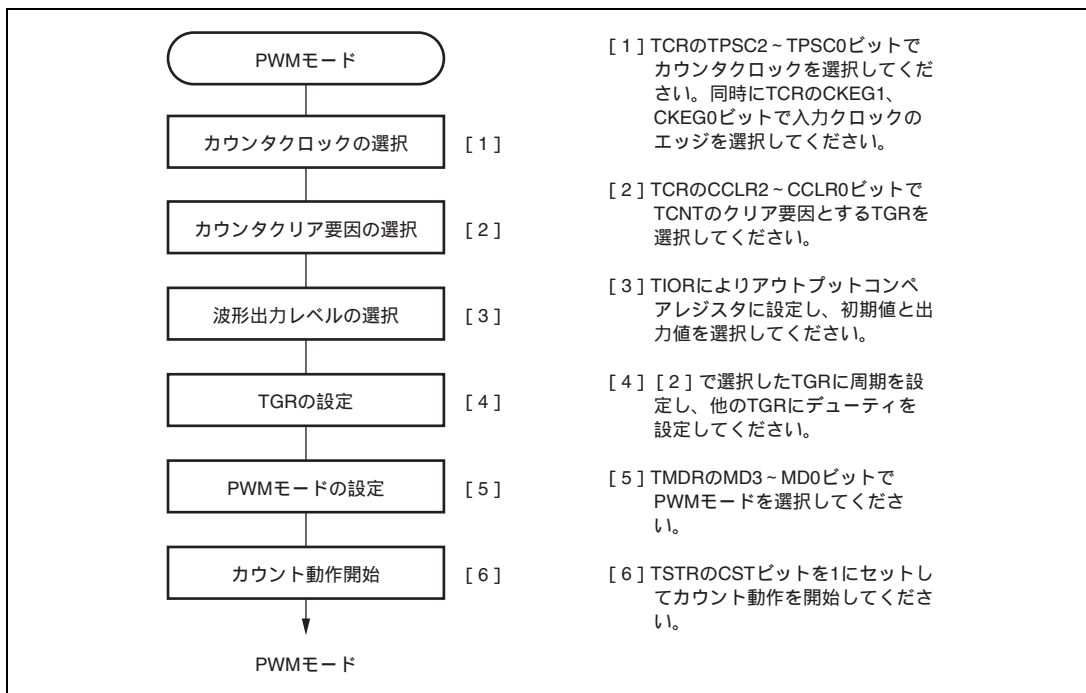 PWMモード
カウンタクロックの選択 [1]
カウンタクリア要因の選択 [2]
波形出力レベルの選択 [3]
TGRの設定 [4]
PWMモードの設定 [5]
カウント動作開始 [6]
PWMモード
[1] TCRのTPSC2~TPSC0ビットで
カウンタクロックを選択してくだ
さい。同時にTCRのCKEG1、
CKEG0ビットで入力クロックの
エッジを選択してください。
[2] TCRのCCLR2~CCLR0ビットで
TCNTのクリア要因とするTGRを
選択してください。
[3] TIORによりアウトプットコンペ
アレジスタに設定し、初期値と出
力値を選択してください。
[4] [2]で選択したTGRに周期を設
定し、他のTGRにデューティを
設定してください。
[5] TMDRのMD3~MD0ビットで
PWMモードを選択してくださ
い。
[6] TSTRのCSTビットを1にセットし
てカウント動作を開始してくださ
い。